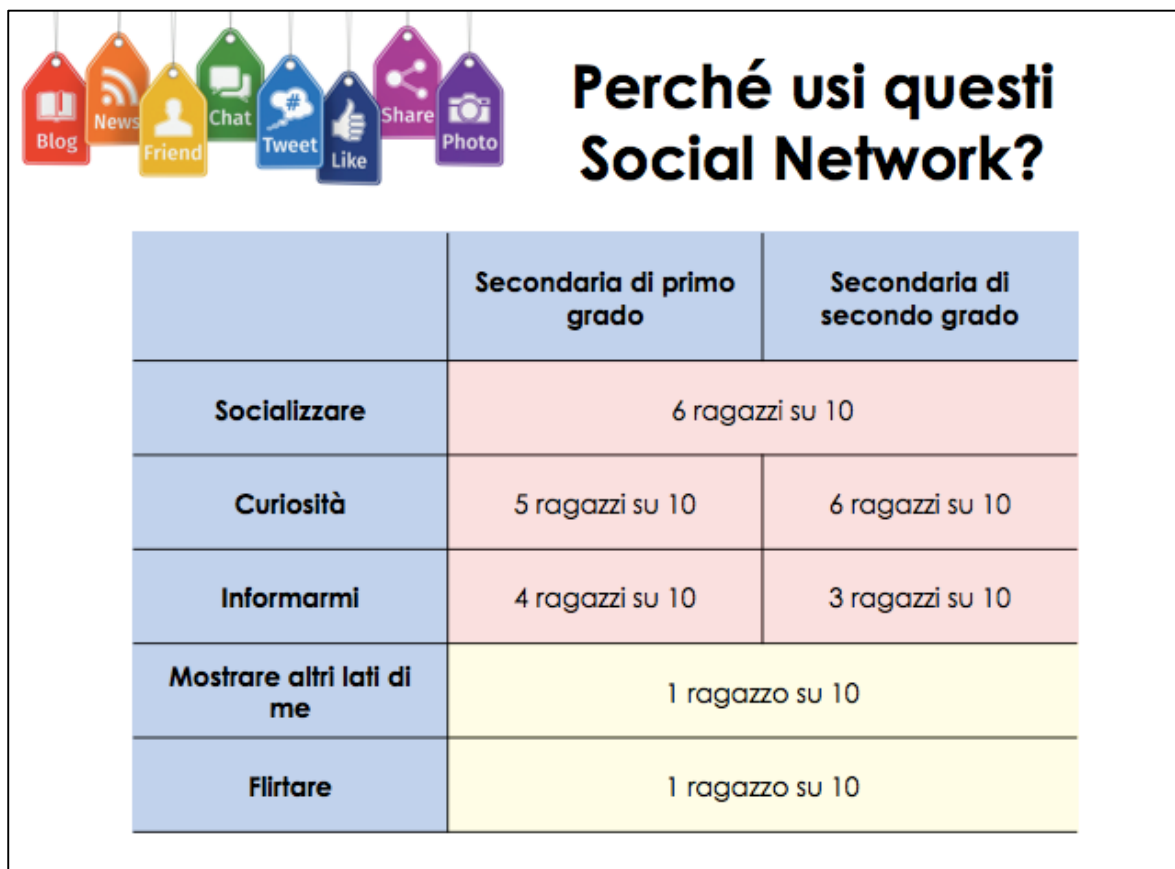 Blog
News
Friend
Chat
#
Tweet
Like
Share
Photo
Perché usi questi
Social Network?
Secondaria di primo
grado
Secondaria di
secondo grado
Socializzare
6 ragazzi su 10
Curiosità
5 ragazzi su 10
6 ragazzi su 10
Informarmi
4 ragazzi su 10
3 ragazzi su 10
Mostrare altri lati di
me
1 ragazzo su 10
Flirtare
1 ragazzo su 10